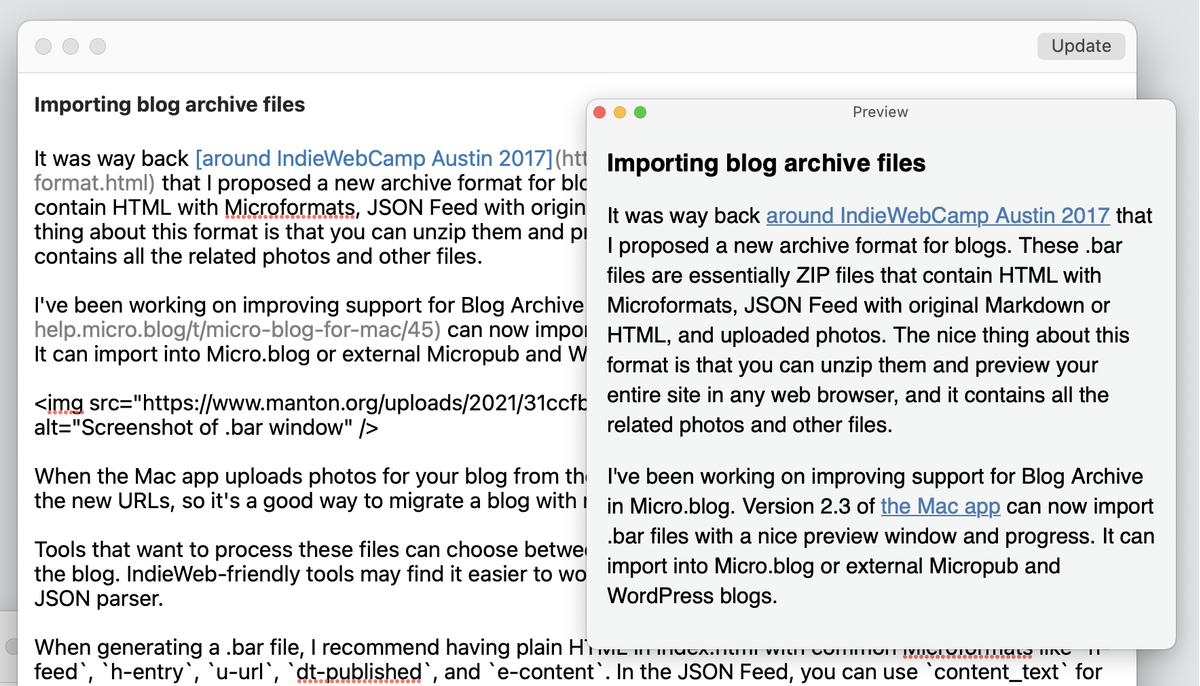 Update
Importing blog archive files
It was way back [around IndieWebCamp Austin 2017](htt
format.html) that I proposed a new archive format for blo
contain HTML with Microformats, JSON Feed with origin
thing about this format is that you can unzip them and pr
contains all the related photos and other files.
I've been working on improving support for Blog Archive
help.micro.blog/t/micro-blog-for-mac/45) can now impor
It can import into Micro.blog or external Micropub and W
<img src="https://www.manton.org/uploads/2021/31ccfb
alt="Screenshot of .bar window" />
When the Mac app uploads photos for your blog from the
the new URLs, so it's a good way to migrate a blog with
Tools that want to process these files can choose betwee
the blog. IndieWeb-friendly tools may find it easier to wo
JSON parser.
When generating a .bar file, I recommend having plain HTML in index.html with common Microformats like `h-
feed`, `h-entry`, `u-url`, `dt-published`, and `e-content`. In the JSON Feed, you can use `content_text` for
Preview
Importing blog archive files
It was way back around IndieWebCamp Austin 2017 that
I proposed a new archive format for blogs. These .bar
files are essentially ZIP files that contain HTML with
Microformats, JSON Feed with original Markdown or
HTML, and uploaded photos. The nice thing about this
format is that you can unzip them and preview your
entire site in any web browser, and it contains all the
related photos and other files.
I've been working on improving support for Blog Archive
in Micro.blog. Version 2.3 of the Mac app can now import
.bar files with a nice preview window and progress. It can
import into Micro.blog or external Micropub and
WordPress blogs.